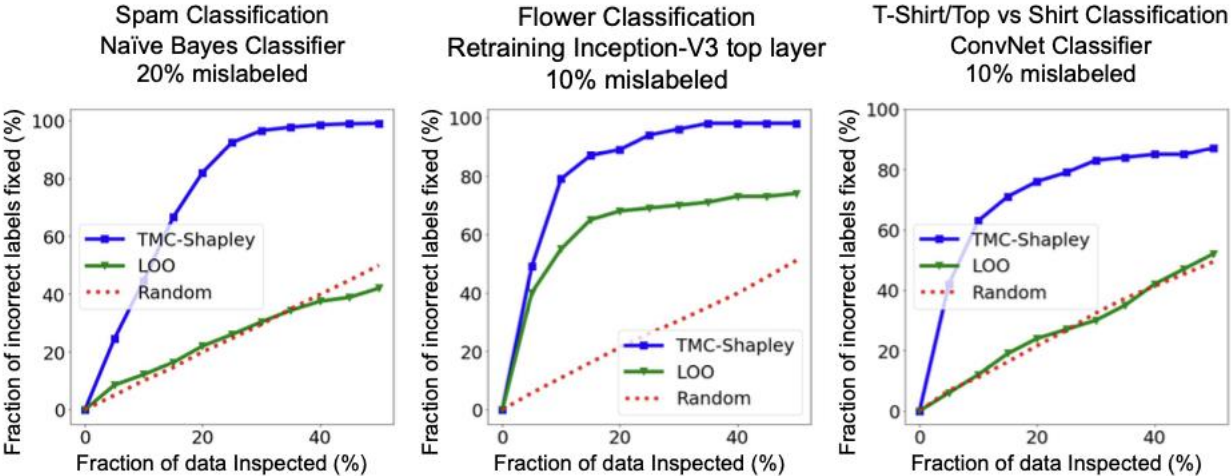 Spam Classification
Naïve Bayes Classifier
20% mislabeled
Fraction of incorrect labels fixed (%)
100
80
60
40
20
0
TMC-Shapley
LOO
Random
0
20
40
Fraction of data Inspected (%)
Flower Classification
Retraining Inception-V3 top layer
10% mislabeled
Fraction of incorrect labels fixed (%)
100
80
60
40
20
0
TMC-Shapley
LOO
Random
0
20
40
Fraction of data Inspected (%)
T-Shirt/Top vs Shirt Classification
ConvNet Classifier
10% mislabeled
Fraction of incorrect labels fixed (%)
100
80
60
40
20
0
TMC-Shapley
LOO
Random
0
20
40
Fraction of data Inspected (%)